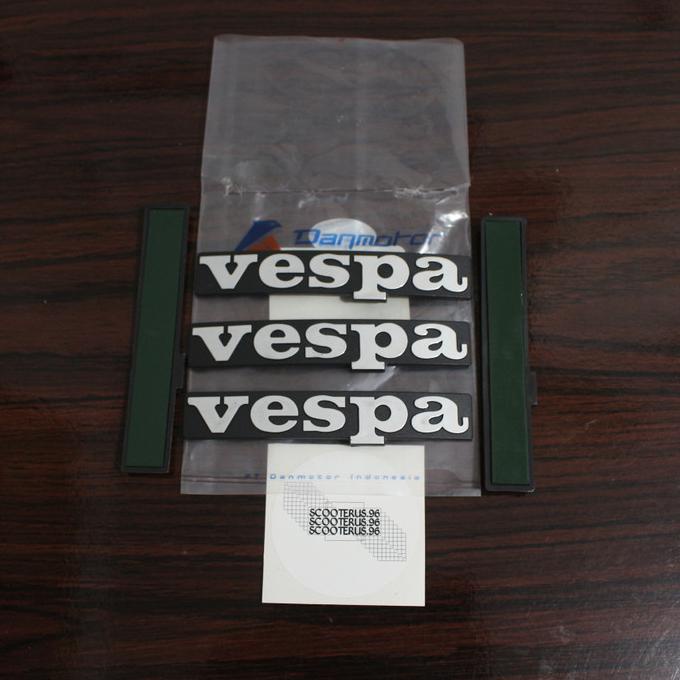 Danmotor
vespa
vespa
vespa
PT Danmotor Indonesia
SCOOTERUS.96
SCOOTERUS.96
SCOOTERUS.96